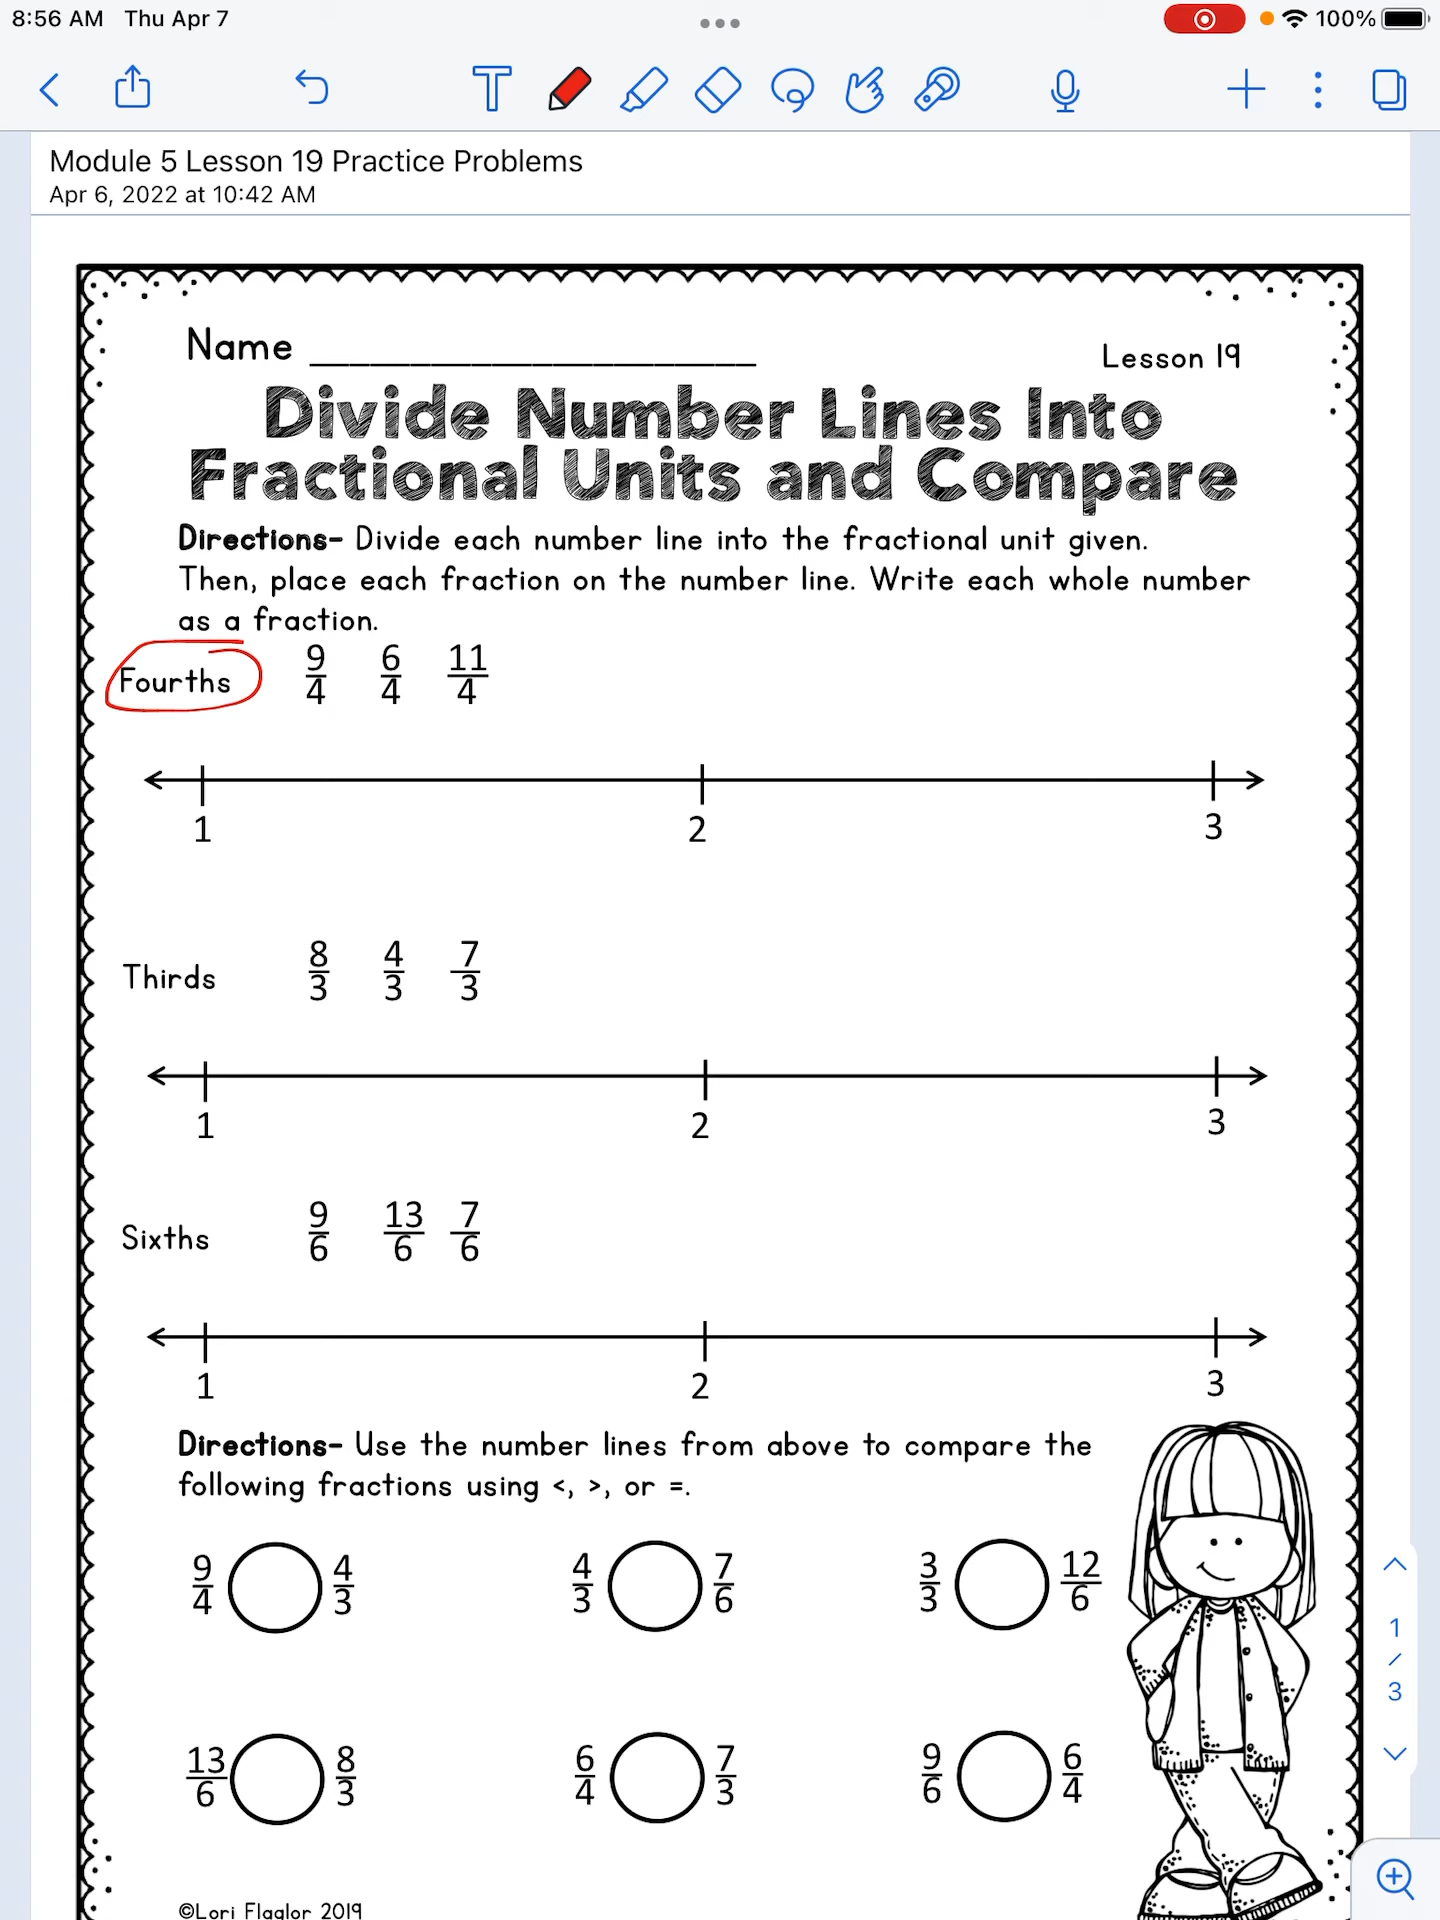 8:56 AM Thu Apr 7 100%
Module 5 Lesson 19 Practice Problems
Apr 6, 2022 at 10:42 AM
Name ____________________ Lesson 19
Divide Number Lines Into
Fractional Units and Compare
Directions- Divide each number line into the fractional unit given.
Then, place each fraction on the number line. Write each whole number
as a fraction.
Fourths 9/4 6/4 11/4
1 2 3
Thirds 8/3 4/3 7/3
1 2 3
Sixths 9/6 13/6 7/6
1 2 3
Directions- Use the number lines from above to compare the
following fractions using <, >, or =.
9/4 4/3 4/3 7/6 3/3 12/6
13/6 8/3 6/4 7/3 9/6 6/4
1
/
3
©Lori Flaglor 2019